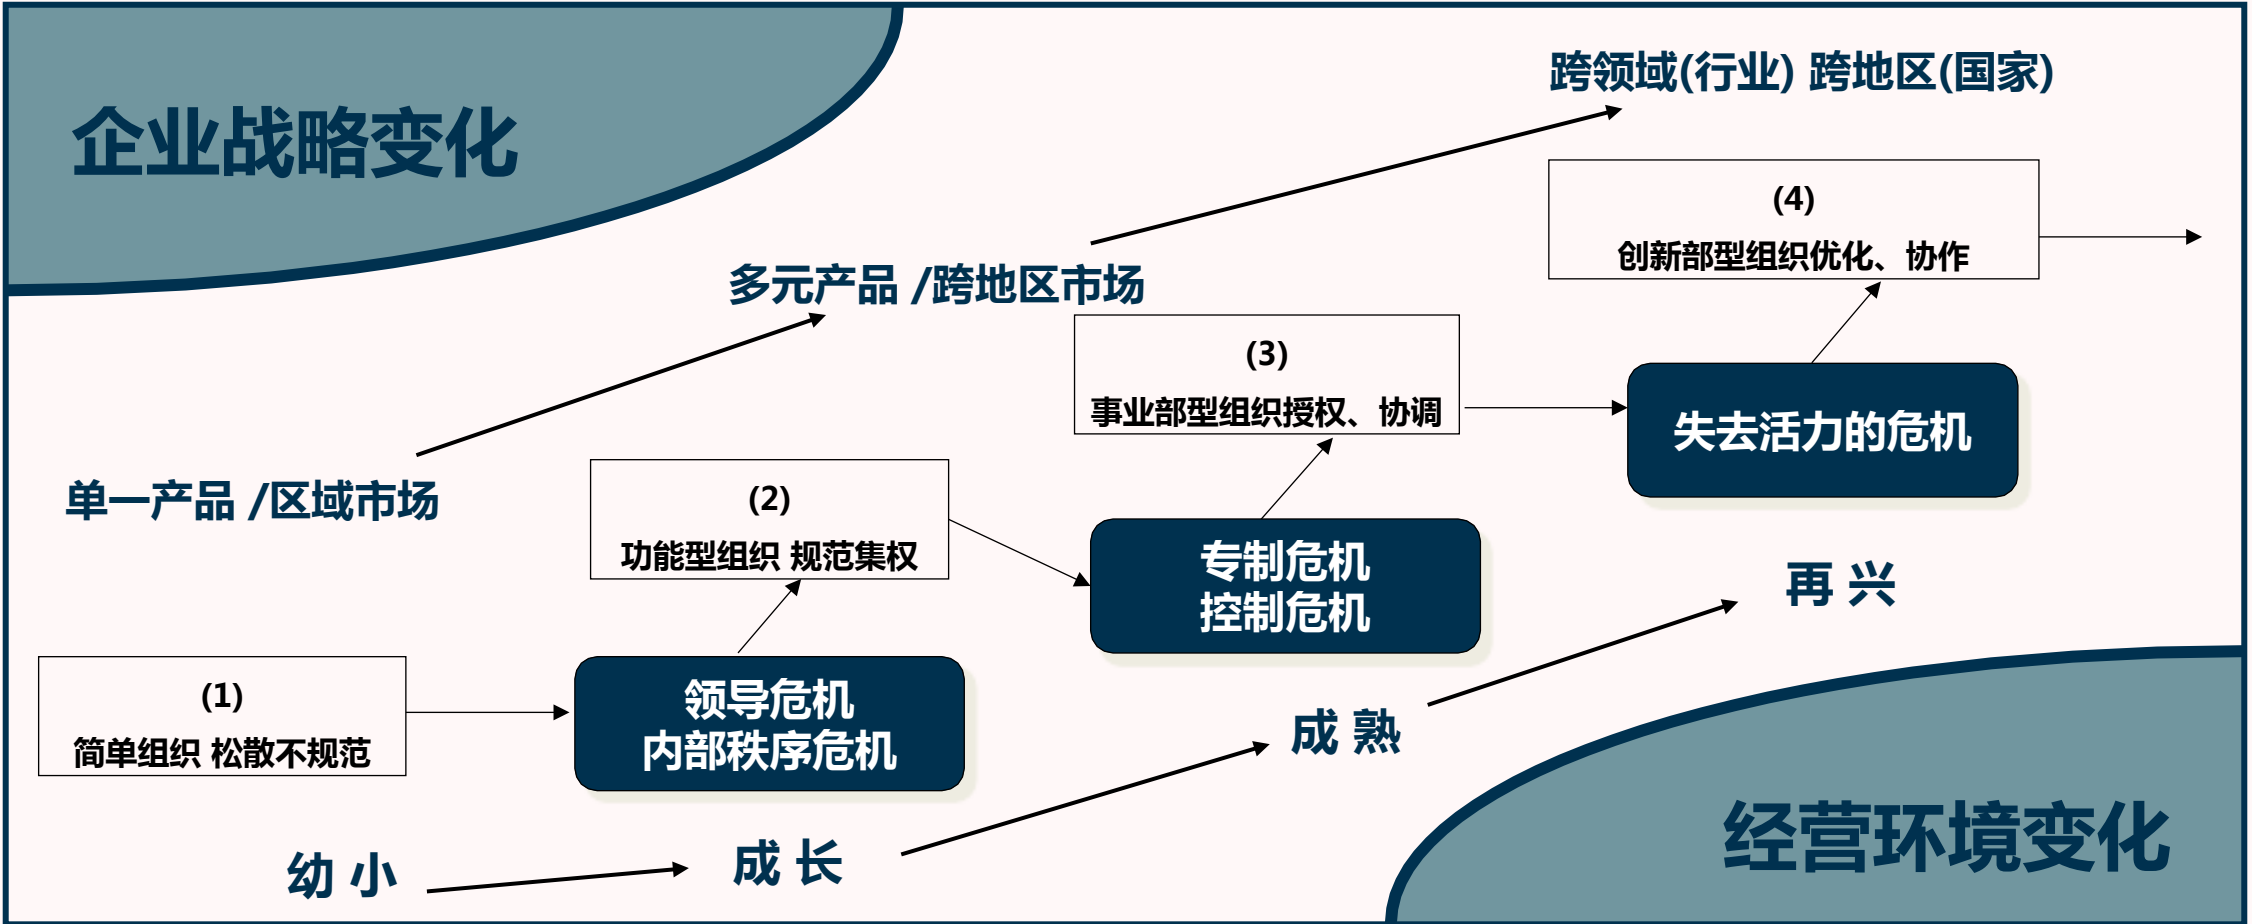 企业战略变化
跨领域(行业) 跨地区(国家)
(4)
创新部型组织优化、协作
多元产品 /跨地区市场
(3)
事业部型组织授权、协调
失去活力的危机
单一产品 /区域市场
(2)
功能型组织 规范集权
专制危机
控制危机
再 兴
(1)
简单组织 松散不规范
领导危机
内部秩序危机
成 熟
经营环境变化
成 长
幼 小